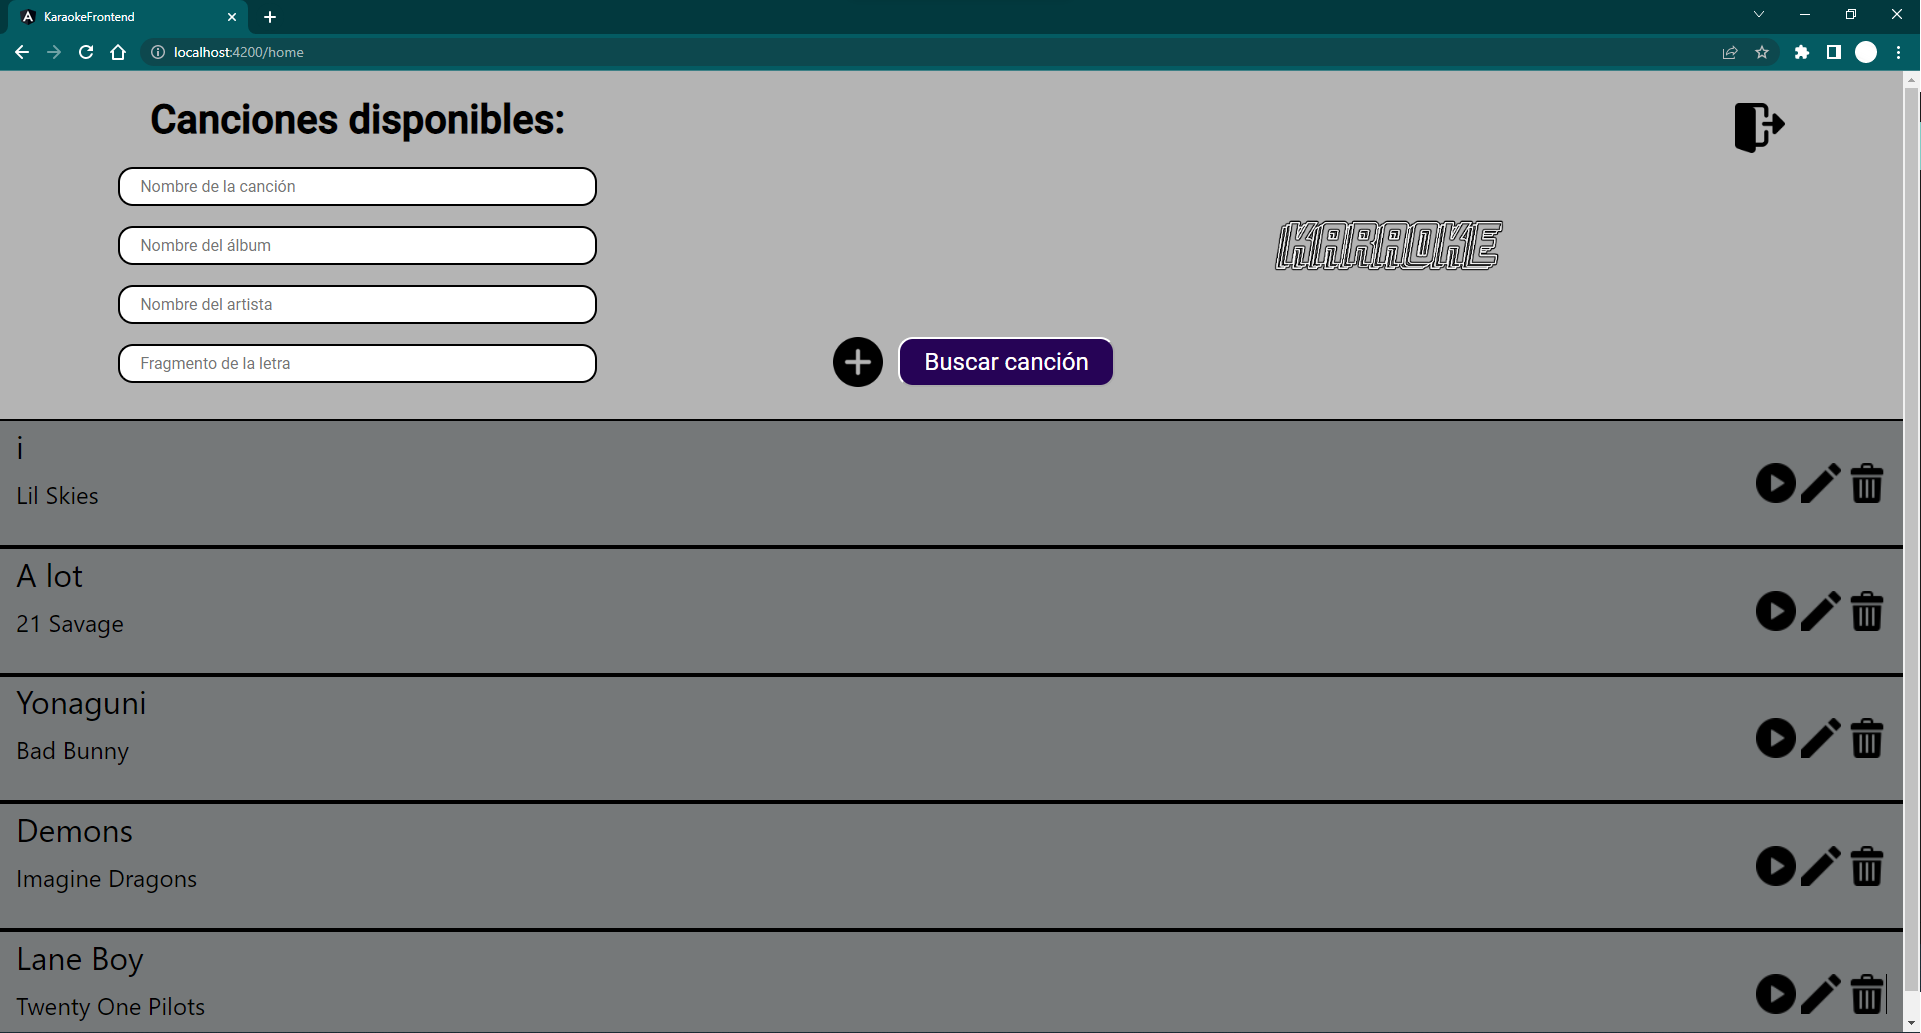 KaraokeFrontend
localhost:4200/home
Canciones disponibles:
Nombre de la canción
Nombre del álbum
KARAOKE
Nombre del artista
Fragmento de la letra
Buscar canción
i
Lil Skies
A lot
21 Savage
Yonaguni
Bad Bunny
Demons
Imagine Dragons
Lane Boy
Twenty One Pilots